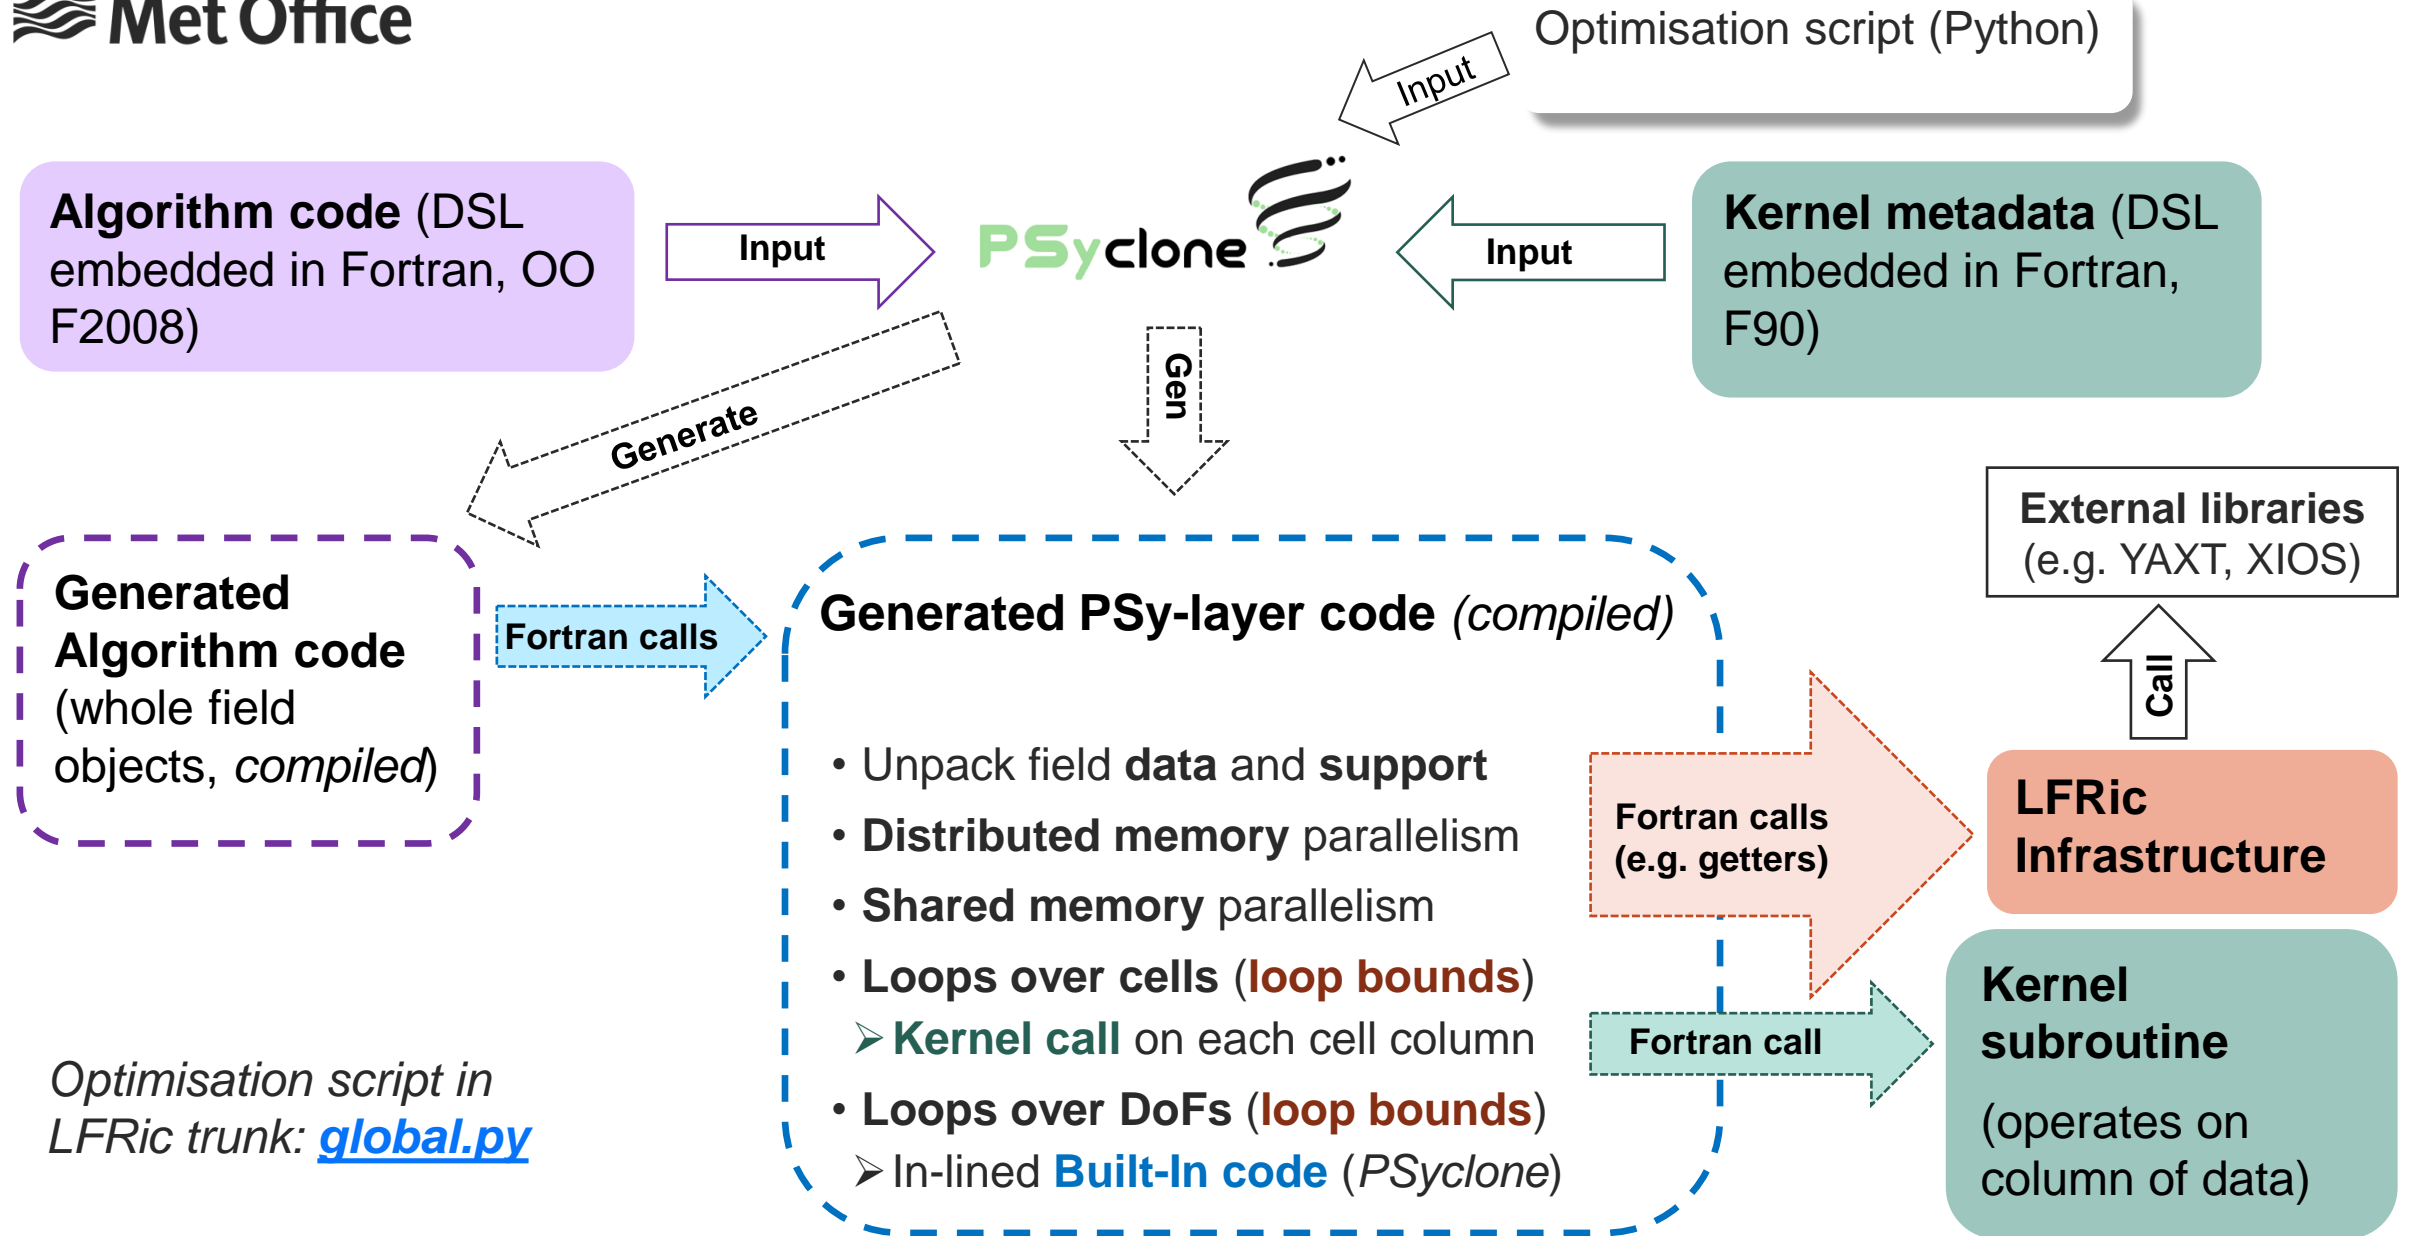 Met Office
Optimisation script (Python)
Input
Algorithm code (DSL
embedded in Fortran, OO
F2008)
Input
PSyclone
Input
Kernel metadata (DSL
embedded in Fortran,
F90)
Generate
Gen
External libraries
(e.g. YAXT, XIOS)
Call
Generated
Algorithm code
(whole field
objects, compiled)
Fortran calls
Generated PSy-layer code (compiled)
• Unpack field data and support
• Distributed memory parallelism
• Shared memory parallelism
• Loops over cells (loop bounds)
➢ Kernel call on each cell column
• Loops over DoFs (loop bounds)
➢ In-lined Built-In code (PSyclone)
Fortran calls
(e.g. getters)
LFRic
Infrastructure
Fortran call
Kernel
subroutine
(operates on
column of data)
Optimisation script in
LFRic trunk: global.py